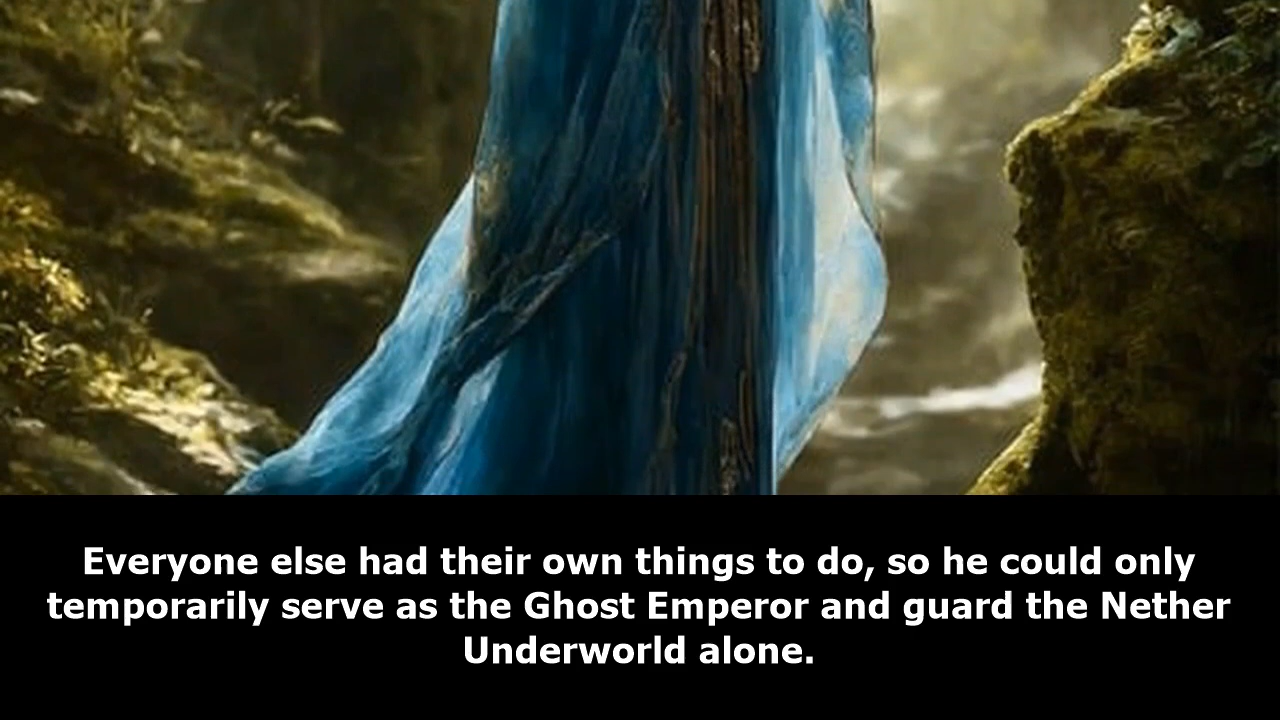 Everyone else had their own things to do, so he could only
temporarily serve as the Ghost Emperor and guard the Nether
Underworld alone.